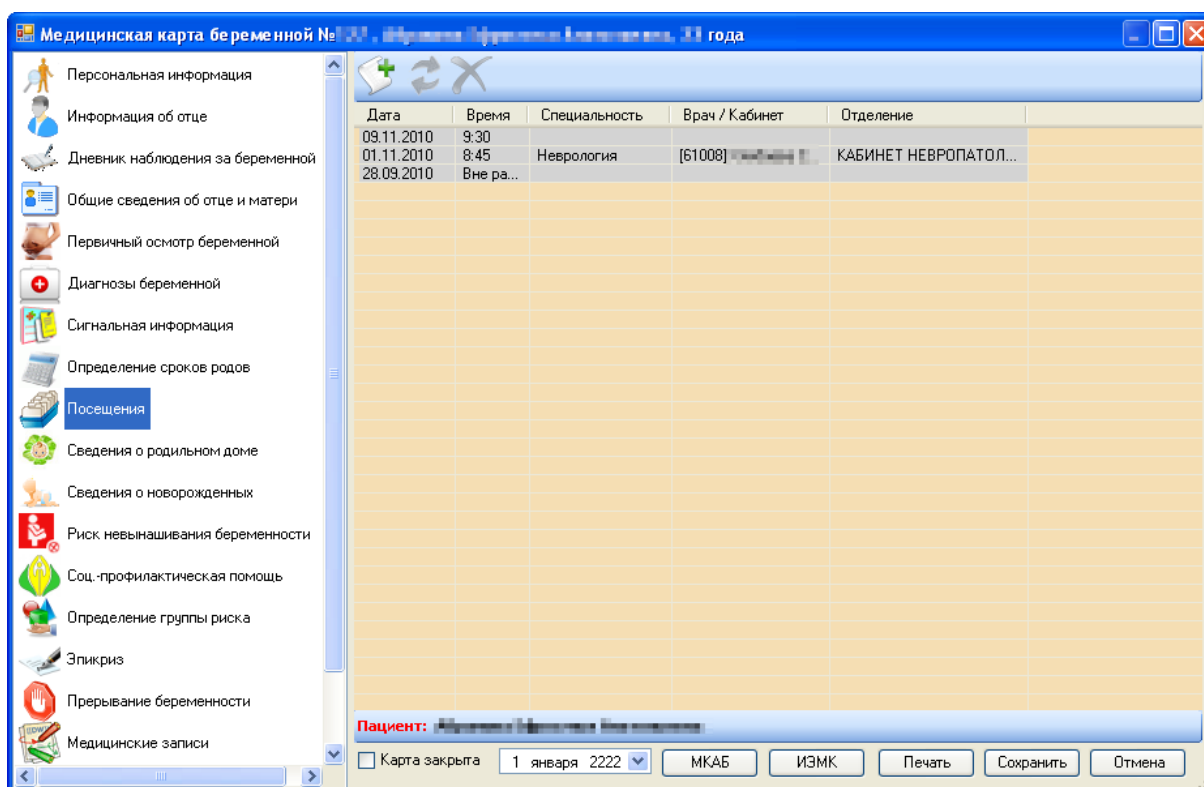 Медицинская карта беременной № года
Персональная информация
Информация об отце
Дневник наблюдения за беременной
Общие сведения об отце и матери
Первичный осмотр беременной
Диагнозы беременной
Сигнальная информация
Определение сроков родов
Посещения
Сведения о родильном доме
Сведения о новорожденных
Риск невынашивания беременности
Соц.-профилактическая помощь
Определение группы риска
Эпикриз
Прерывание беременности
Медицинские записи
Дата Время Специальность Врач / Кабинет Отделение
09.11.2010 9:30
01.11.2010 8:45 Неврология [61008] КАБИНЕТ НЕВРОПАТОЛ...
28.09.2010 Вне ра...
Пациент:
Карта закрыта 1 января 2222 МКАБ ИЭМК Печать Сохранить Отмена